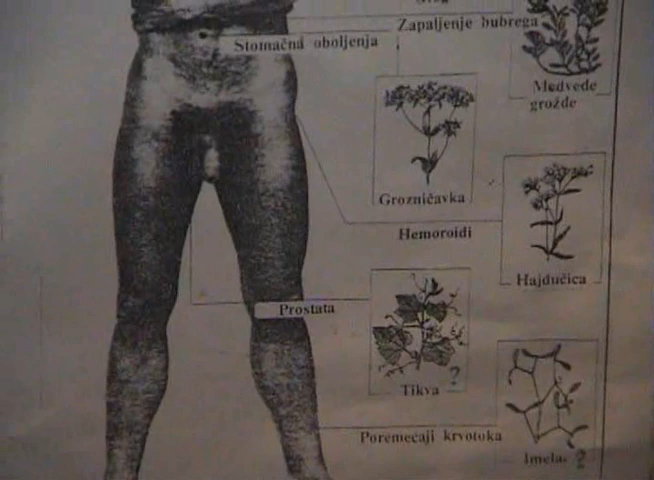 Zapaljenje bubrega
Stomačna oboljenja
Medvede
grožde
Grozničavka
Hemoroidi
Hajdučica
Prostata
Tikva ?
Poremećaji krvotoka
Imela ?